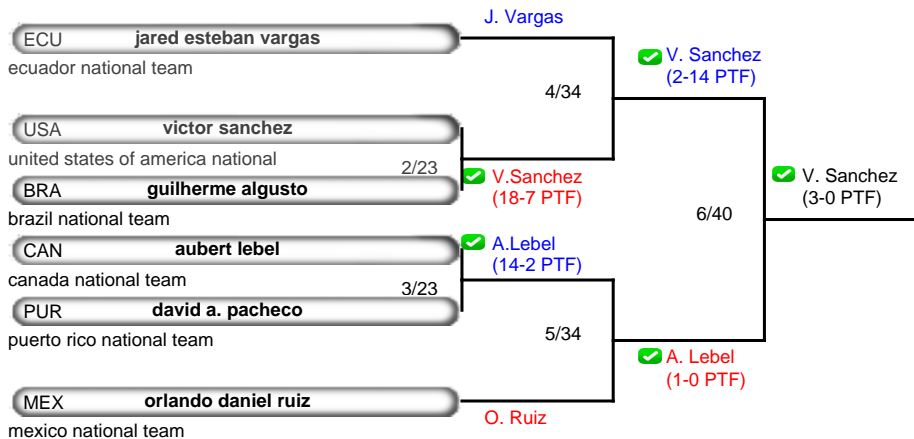 J. Vargas
ECU jared esteban vargas
ecuador national team
V. Sanchez
(2-14 PTF)
4/34
USA victor sanchez
united states of america national
2/23
V.Sanchez
(18-7 PTF)
V. Sanchez
(3-0 PTF)
BRA guilherme algusto
brazil national team
6/40
CAN aubert lebel
canada national team
A.Lebel
(14-2 PTF)
3/23
PUR david a. pacheco
puerto rico national team
5/34
A. Lebel
(1-0 PTF)
MEX orlando daniel ruiz
mexico national team
O. Ruiz